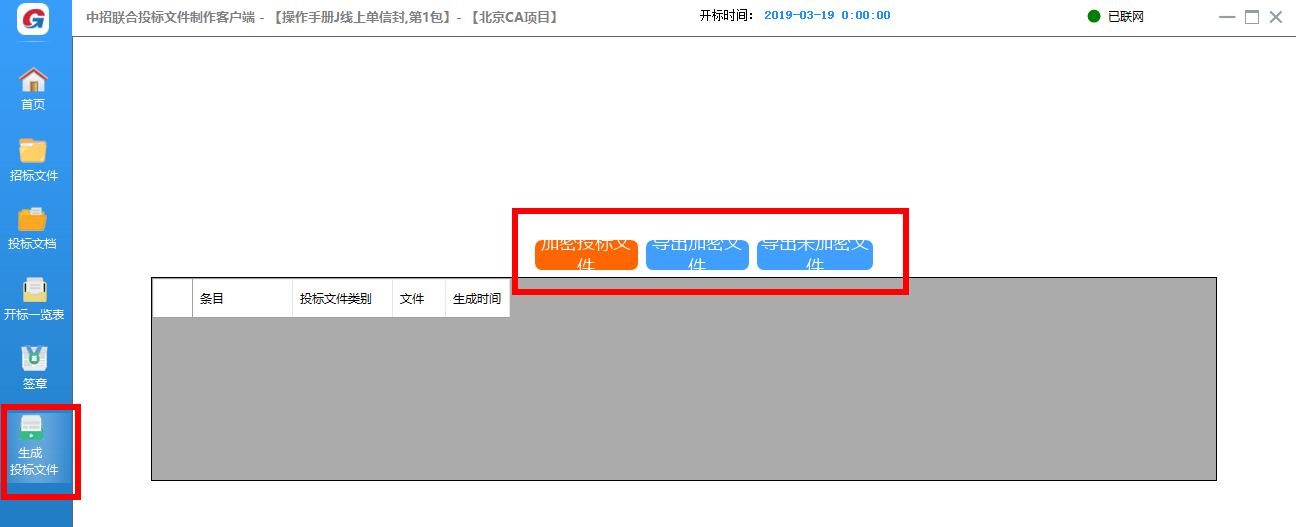 中招联合投标文件制作客户端 - 【操作手册J线上单信封,第1包】 - 【北京CA项目】
开标时间： 2019-03-19 0:00:00
已联网
首页
招标文件
投标文档
开标一览表
签章
生成
投标文件
加密投标文
件
导出加密文
件
导出未加密文
件
条目
投标文件类别
文件
生成时间